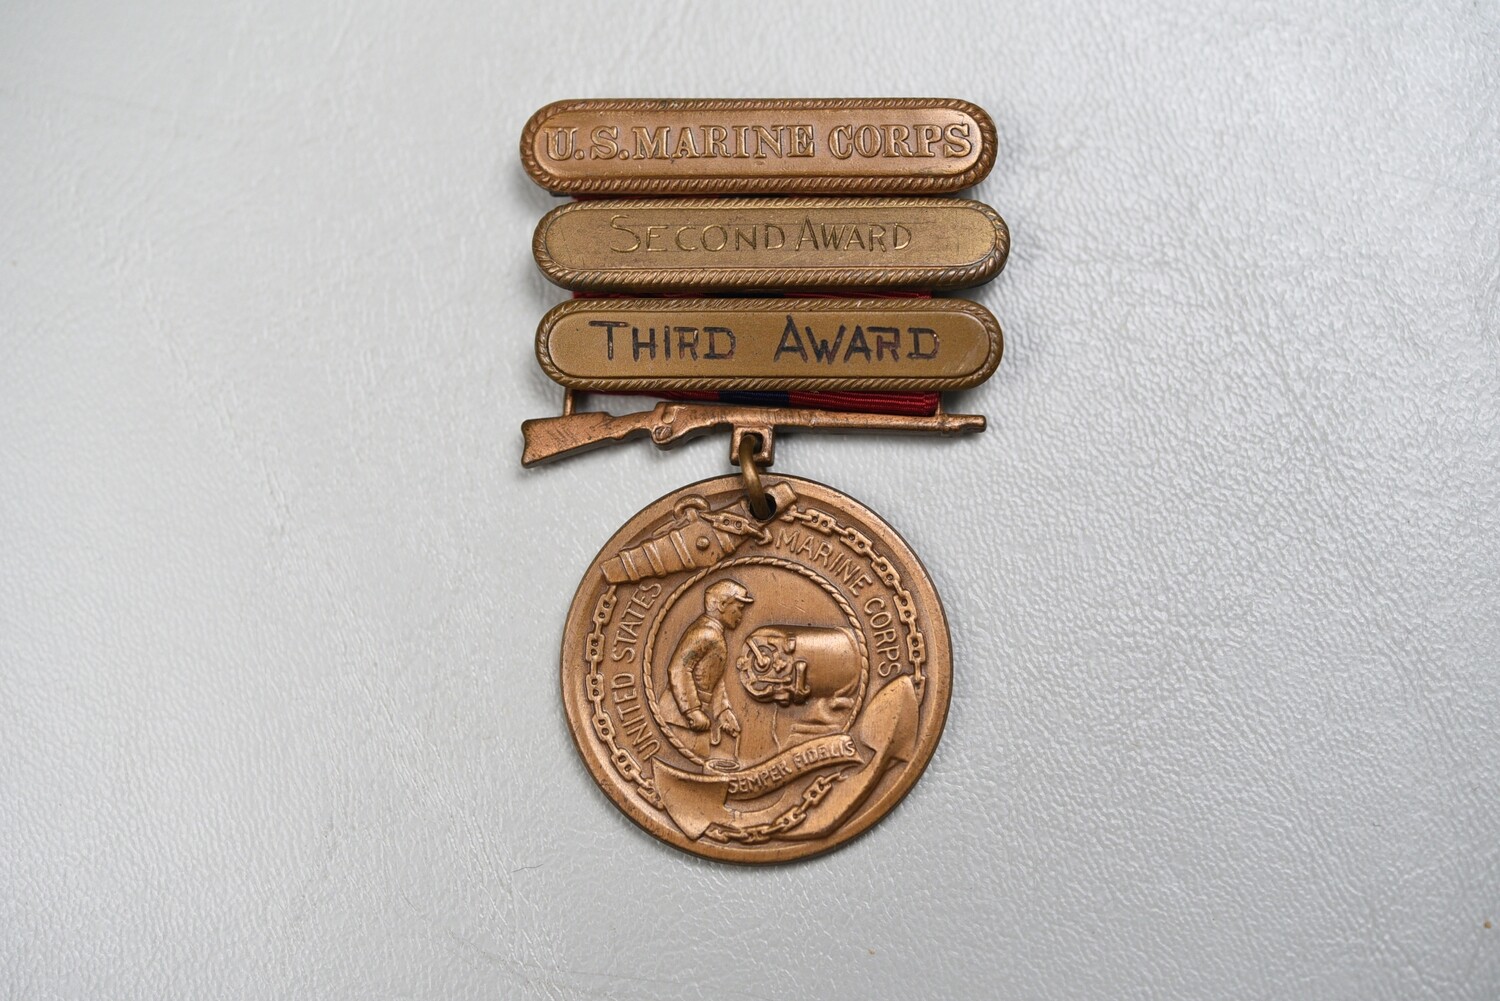 U.S. MARINE CORPS
SECOND AWARD
THIRD AWARD
UNITED STATES MARINE CORPS
SEMPER FIDELIS